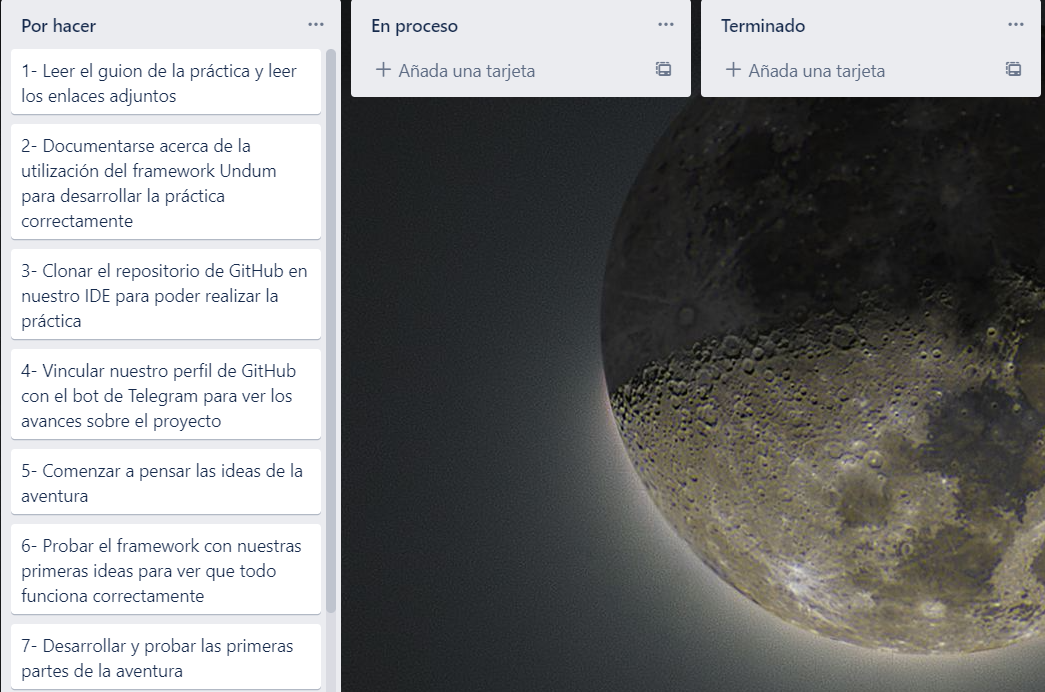 Por hacer
1- Leer el guion de la práctica y leer
los enlaces adjuntos
2- Documentarse acerca de la
utilización del framework Undum
para desarrollar la práctica
correctamente
3- Clonar el repositorio de GitHub en
nuestro IDE para poder realizar la
práctica
4- Vincular nuestro perfil de GitHub
con el bot de Telegram para ver los
avances sobre el proyecto
5- Comenzar a pensar las ideas de la
aventura
6- Probar el framework con nuestras
primeras ideas para ver que todo
funciona correctamente
7- Desarrollar y probar las primeras
partes de la aventura
En proceso
+ Añada una tarjeta
Terminado
+ Añada una tarjeta